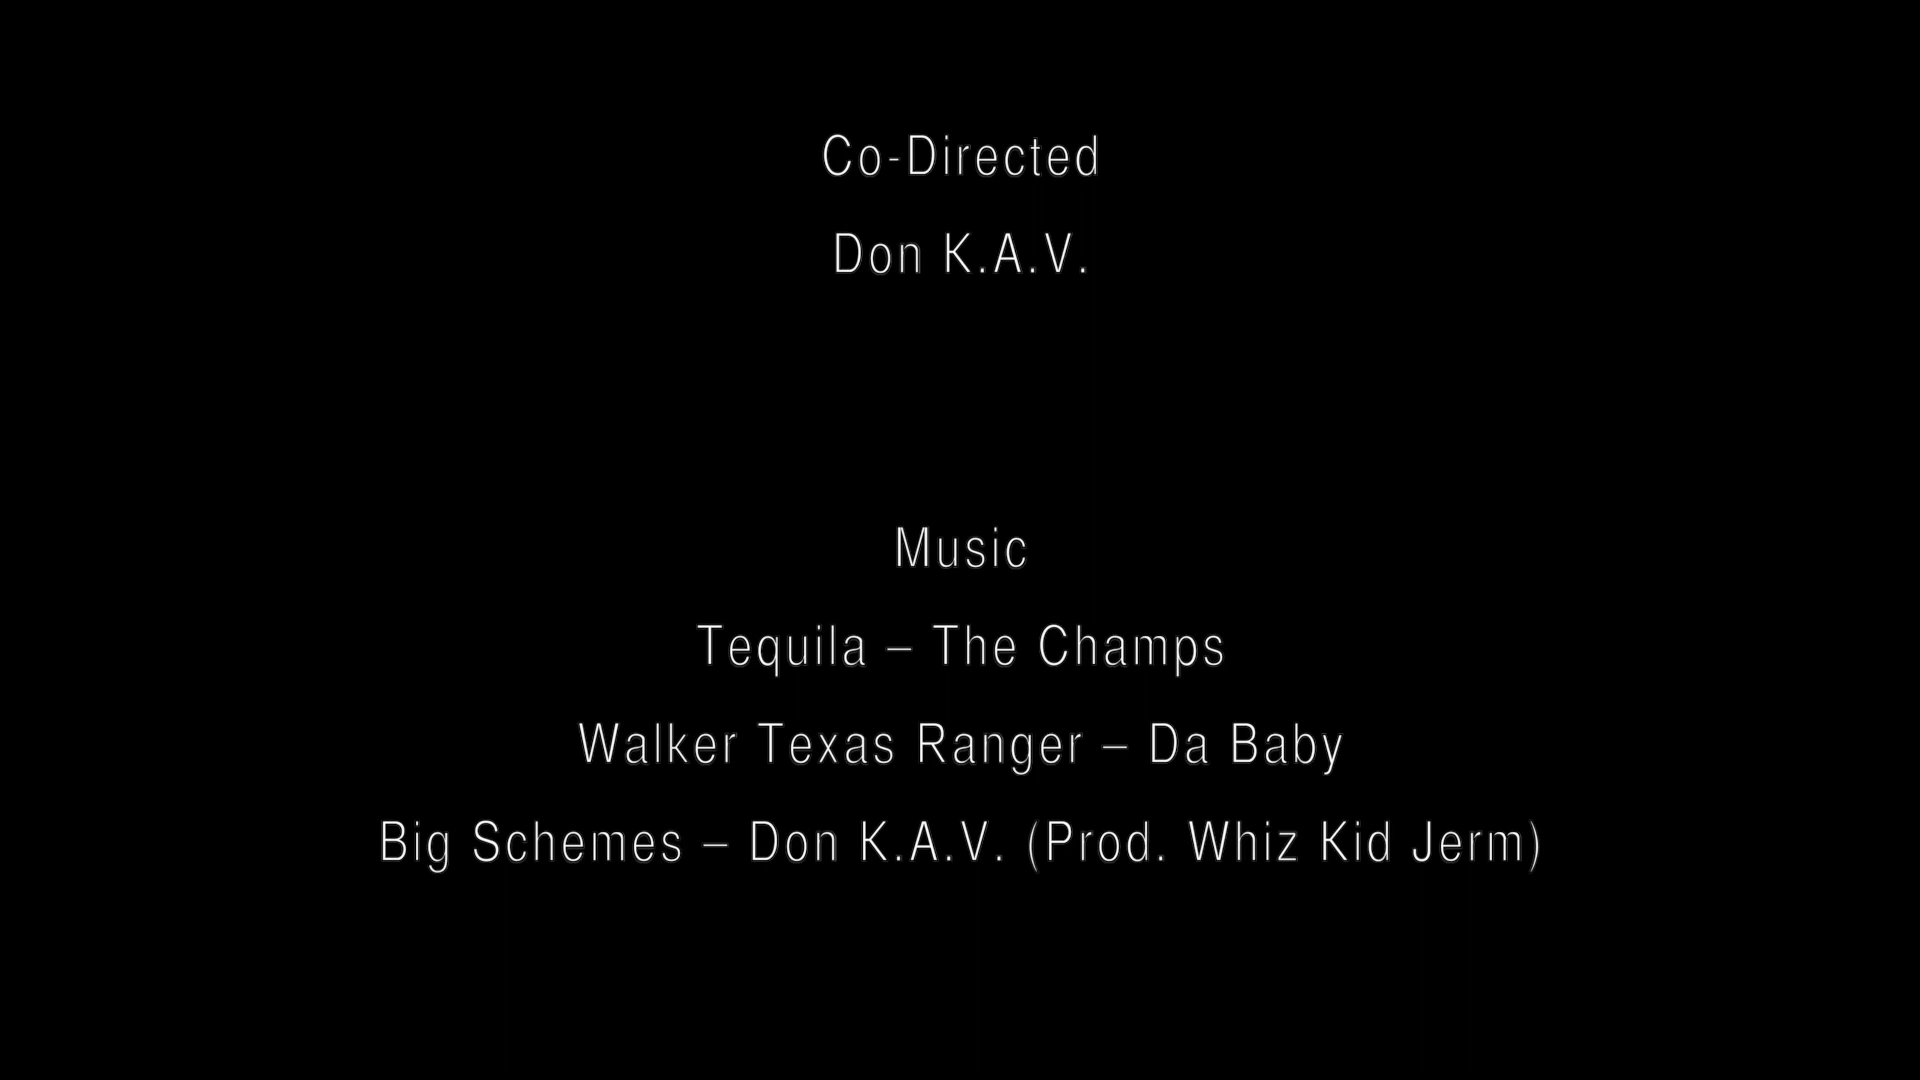 Co-Directed
Don K.A.V.
Music
Tequila – The Champs
Walker Texas Ranger – Da Baby
Big Schemes – Don K.A.V. (Prod. Whiz Kid Jerm)